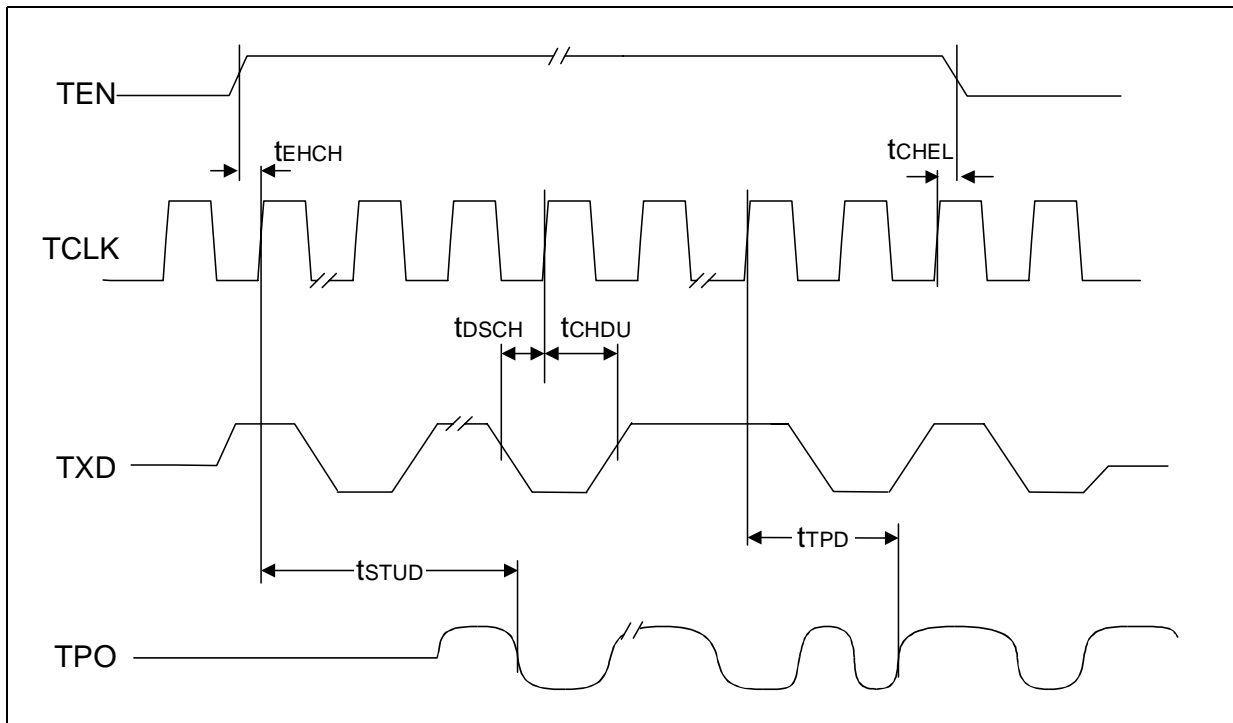 TEN
tEHCH
tCHEL
TCLK
tDSCH tCHDU
TXD
tTPD
tSTUD
TPO